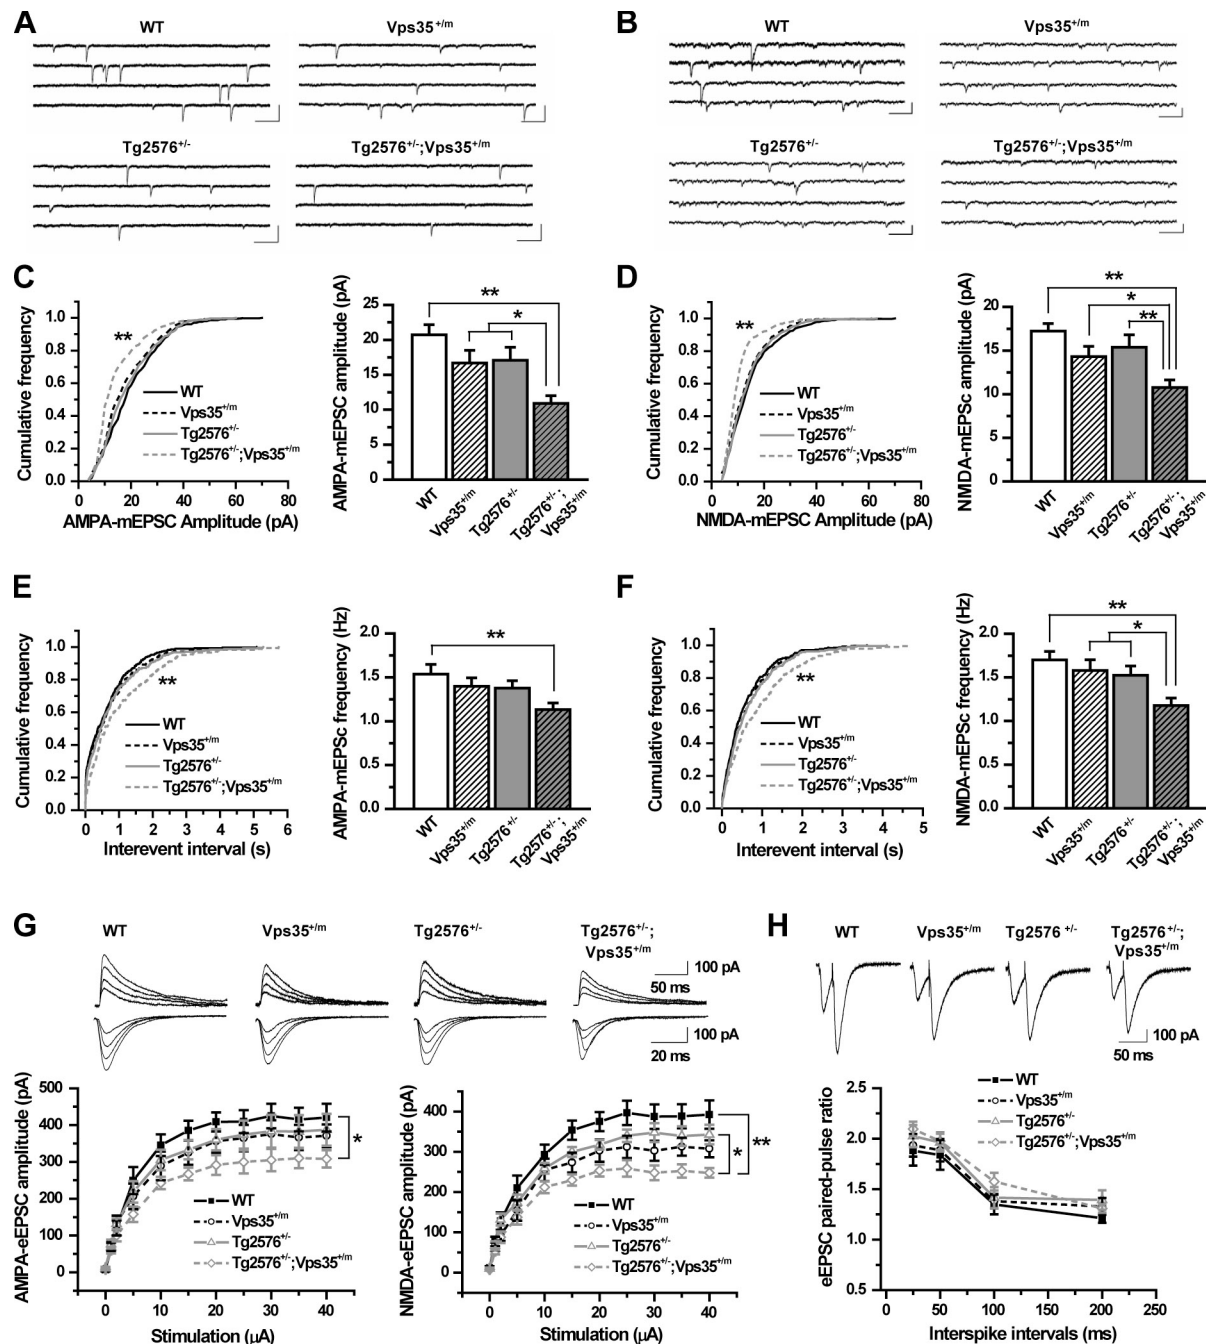 A
WT
Vps35+/m
Tg2576+/-
Tg2576+/-;Vps35+/m
B
WT
Vps35+/m
Tg2576+/-
Tg2576+/-;Vps35+/m
C
Cumulative frequency
1.0
0.8
0.6
0.4
0.2
0.0
**
WT
Vps35+/m
Tg2576+/-
Tg2576+/-;Vps35+/m
0 20 40 60 80
AMPA-mEPSC Amplitude (pA)
AMPA-mEPSC amplitude (pA)
25
20
15
10
5
0
**
*
WT
Vps35+/m
Tg2576+/-
Tg2576+/-;
Vps35+/m
D
Cumulative frequency
1.0
0.8
0.6
0.4
0.2
0.0
**
WT
Vps35+/m
Tg2576+/-
Tg2576+/-;Vps35+/m
0 20 40 60 80
NMDA-mEPSC Amplitude (pA)
NMDA-mEPSc amplitude (pA)
20
15
10
5
0
**
*
**
WT
Vps35+/m
Tg2576+/-
Tg2576+/-;
Vps35+/m
E
Cumulative frequency
1.0
0.8
0.6
0.4
0.2
0.0
**
WT
Vps35+/m
Tg2576+/-
Tg2576+/-;Vps35+/m
0 1 2 3 4 5 6
Interevent interval (s)
AMPA-mEPSc frequency (Hz)
2.0
1.5
1.0
0.5
0.0
**
WT
Vps35+/m
Tg2576+/-
Tg2576+/-;
Vps35+/m
F
Cumulative frequency
1.0
0.8
0.6
0.4
0.2
0.0
**
WT
Vps35+/m
Tg2576+/-
Tg2576+/-;Vps35+/m
0 1 2 3 4 5
Interevent interval (s)
NMDA-mEPSc frequency (Hz)
2.0
1.5
1.0
0.5
0.0
**
*
WT
Vps35+/m
Tg2576+/-
Tg2576+/-;
Vps35+/m
G
WT
Vps35+/m
Tg2576+/-
Tg2576+/-;
Vps35+/m
100 pA
50 ms
100 pA
20 ms
AMPA-eEPSC amplitude (pA)
500
400
300
200
100
0
*
WT
Vps35+/m
Tg2576+/-
Tg2576+/-;Vps35+/m
0 10 20 30 40
Stimulation (μA)
NMDA-eEPSC amplitude (pA)
400
300
200
100
0
*
**
WT
Vps35+/m
Tg2576+/-
Tg2576+/-;Vps35+/m
0 10 20 30 40
Stimulation (μA)
H
WT
Vps35+/m
Tg2576 +/-
Tg2576+/-;
Vps35+/m
100 pA
50 ms
eEPSC paired-pulse ratio
2.5
2.0
1.5
1.0
0.5
WT
Vps35+/m
Tg2576+/-
Tg2576+/-;Vps35+/m
0 50 100 150 200 250
Interspike intervals (ms)